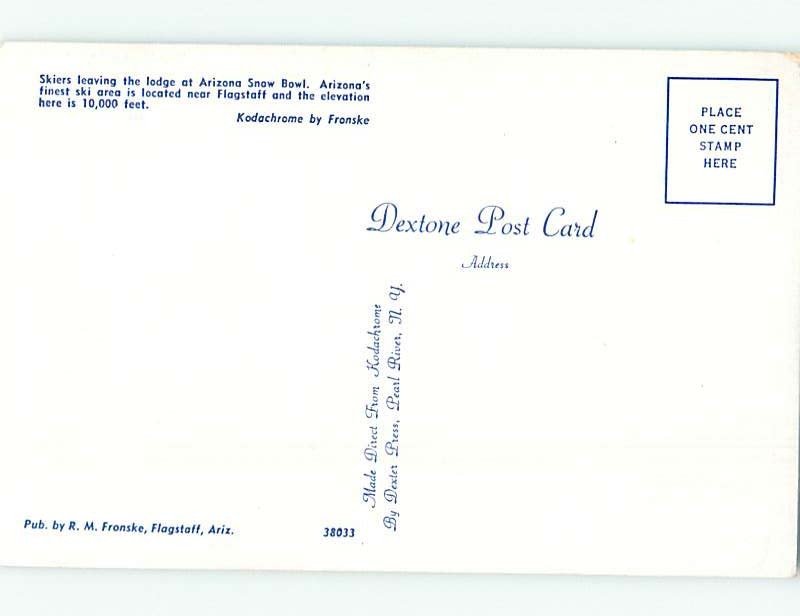 Skiers leaving the lodge at Arizona Snow Bowl. Arizona's
finest ski area is located near Flagstaff and the elevation
here is 10,000 feet.
Kodachrome by Fronske
PLACE
ONE CENT
STAMP
HERE
Dextone Post Card
Address
Made Direct From Kodachrome
By Dexter Press, Pearl River, N. Y.
Pub. by R. M. Fronske, Flagstaff, Ariz.
38033